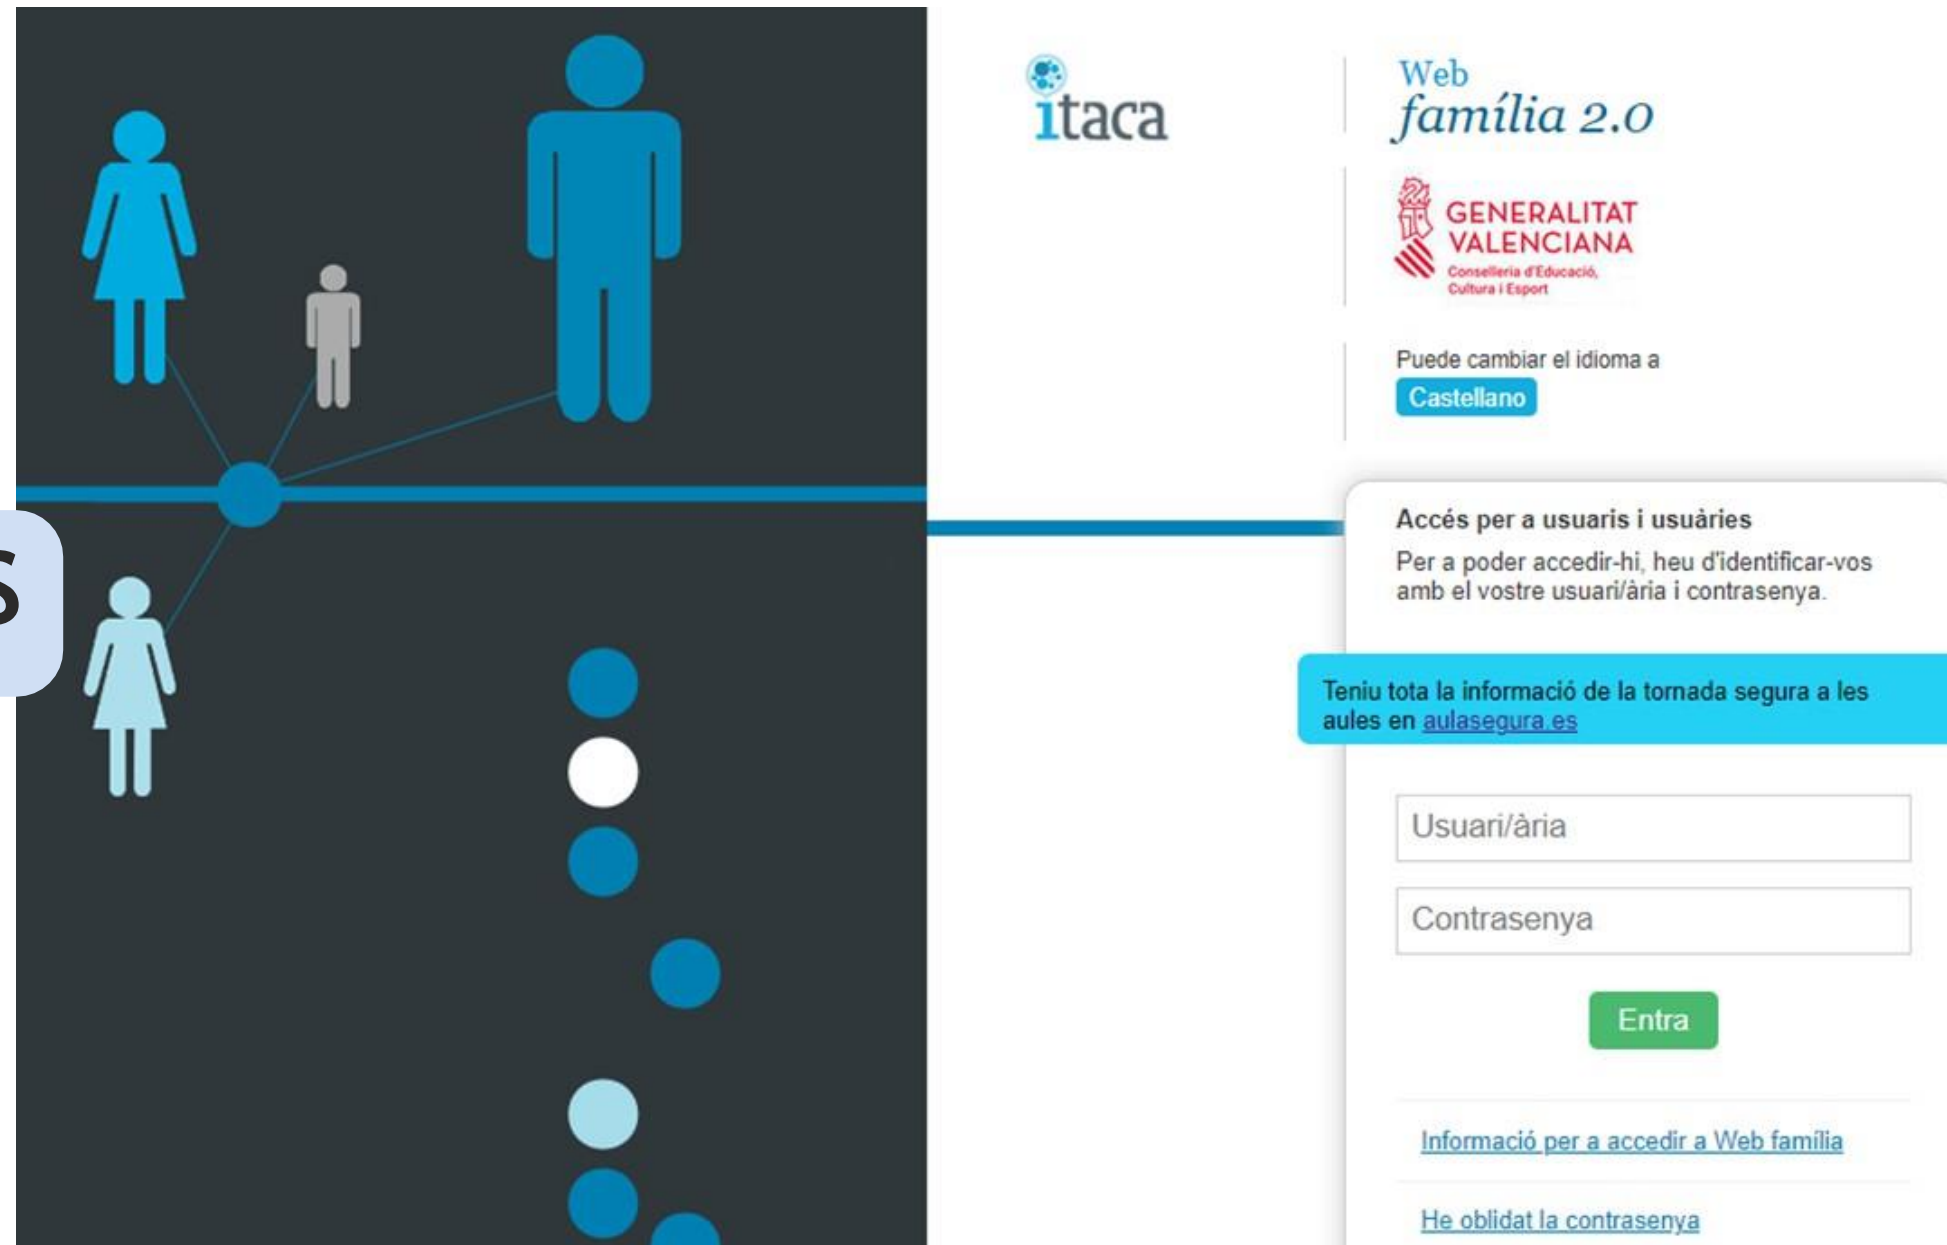 itaca
Web
família 2.0
GENERALITAT
VALENCIANA
Conselleria d'Educació,
Cultura i Esport
Puede cambiar el idioma a
Castellano
S
Accés per a usuaris i usuàries
Per a poder accedir-hi, heu d'identificar-vos
amb el vostre usuari/ària i contrasenya.
Teniu tota la informació de la tornada segura a les
aules en aulasegura.es
Usuari/ària
Contrasenya
Entra
Informació per a accedir a Web família
He oblidat la contrasenya